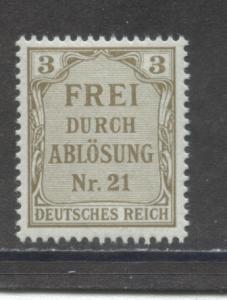 3 3
FREI
DURCH
ABLÖSUNG
Nr. 21
DEUTSCHES REICH